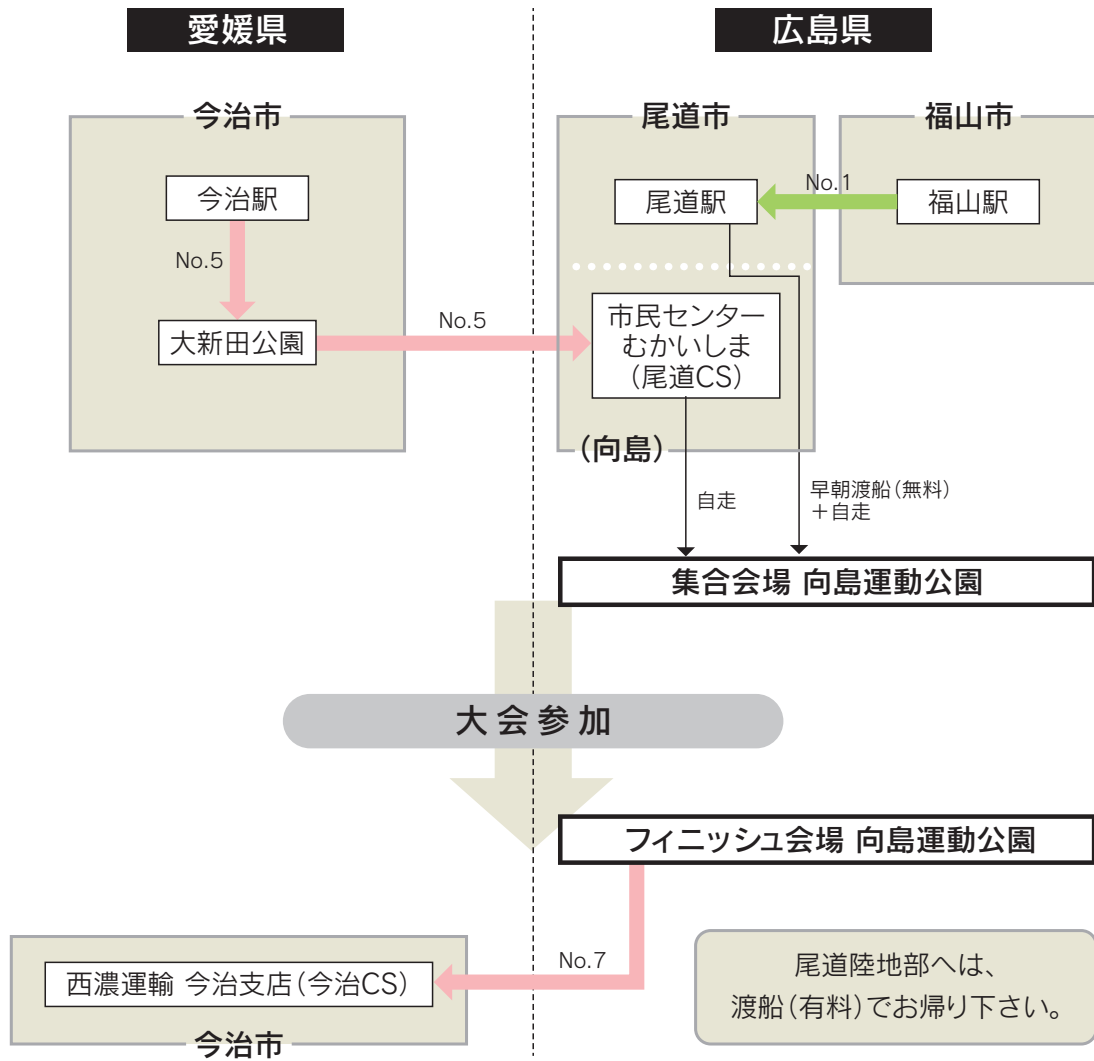 愛媛県
広島県
今治市
尾道市
福山市
今治駅
尾道駅
No.1
福山駅
No.5
大新田公園
No.5
市民センター
むかいしま
（尾道CS）
（向島）
自走
早朝渡船（無料）
＋自走
集合会場 向島運動公園
大会参加
フィニッシュ会場 向島運動公園
No.7
西濃運輸 今治支店（今治CS）
今治市
尾道陸地部へは、
渡船（有料）でお帰り下さい。